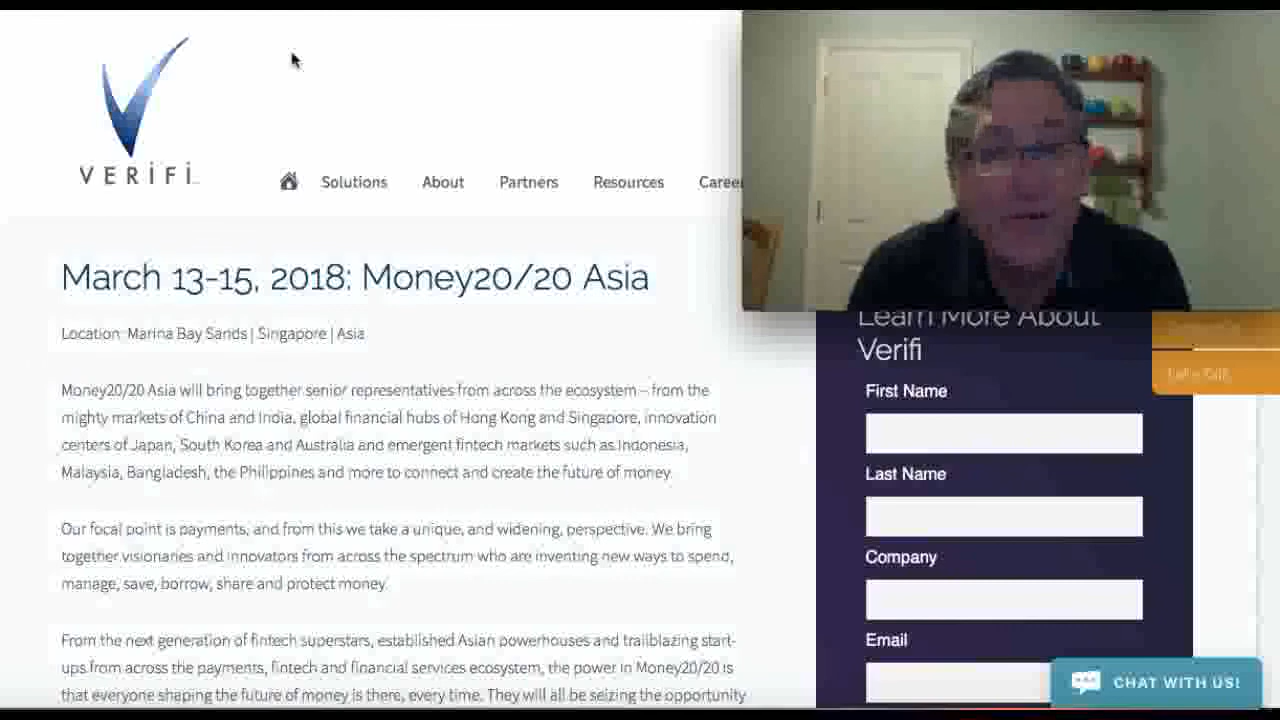 VERiFi
Solutions
About
Partners
Resources
Career
March 13-15, 2018: Money20/20 Asia
Location: Marina Bay Sands | Singapore | Asia
Money20/20 Asia will bring together senior representatives from across the ecosystem – from the
mighty markets of China and India, global financial hubs of Hong Kong and Singapore, innovation
centers of Japan, South Korea and Australia and emergent fintech markets such as Indonesia,
Malaysia, Bangladesh, the Philippines and more to connect and create the future of money.
Our focal point is payments, and from this we take a unique, and widening, perspective. We bring
together visionaries and innovators from across the spectrum who are inventing new ways to spend,
manage, save, borrow, share and protect money.
From the next generation of fintech superstars, established Asian powerhouses and trailblazing start-
ups from across the payments, fintech and financial services ecosystem, the power in Money20/20 is
that everyone shaping the future of money is there, every time. They will all be seizing the opportunity
Learn More About
Verifi
First Name
Last Name
Company
Email
CHAT WITH US!